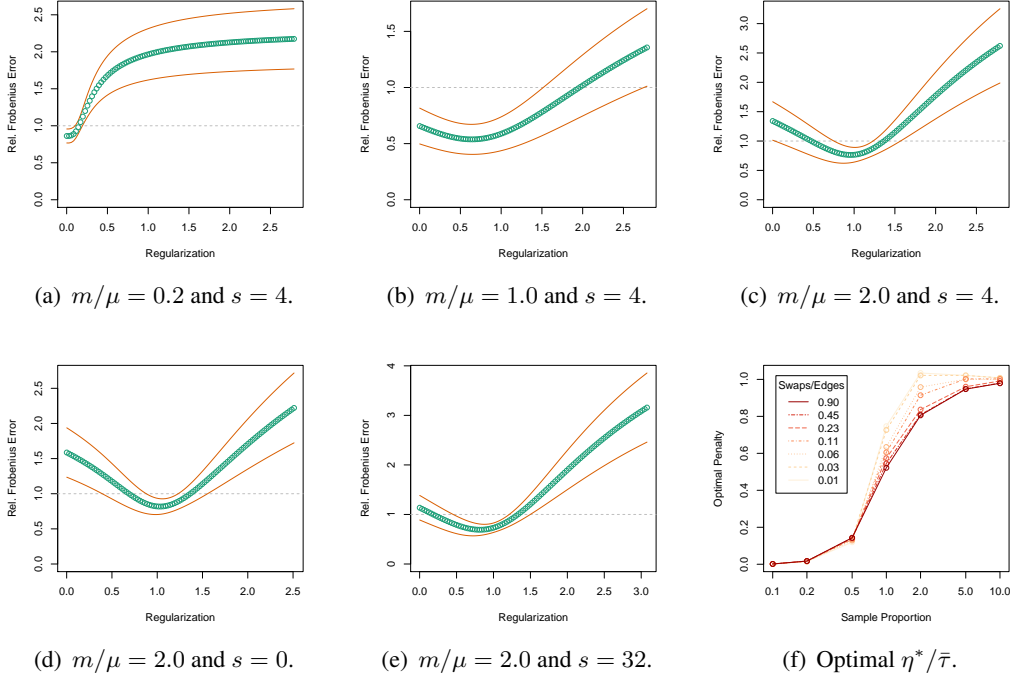 Rel. Frobenius Error
2.5
2.0
1.5
1.0
0.5
0.0
0.0 0.5 1.0 1.5 2.0 2.5
Regularization
(a) m/μ = 0.2 and s = 4.
Rel. Frobenius Error
1.5
1.0
0.5
0.0
0.0 0.5 1.0 1.5 2.0 2.5
Regularization
(b) m/μ = 1.0 and s = 4.
Rel. Frobenius Error
3.0
2.5
2.0
1.5
1.0
0.5
0.0
0.0 0.5 1.0 1.5 2.0 2.5
Regularization
(c) m/μ = 2.0 and s = 4.
Rel. Frobenius Error
2.5
2.0
1.5
1.0
0.5
0.0
0.0 0.5 1.0 1.5 2.0 2.5
Regularization
(d) m/μ = 2.0 and s = 0.
Rel. Frobenius Error
4
3
2
1
0
0.0 0.5 1.0 1.5 2.0 2.5 3.0
Regularization
(e) m/μ = 2.0 and s = 32.
Optimal Penalty
1.0
0.8
0.6
0.4
0.2
0.0
Swaps/Edges
0.90
0.45
0.23
0.11
0.06
0.03
0.01
0.1 0.2 0.5 1.0 2.0 5.0 10.0
Sample Proportion
(f) Optimal η*/τ̄.